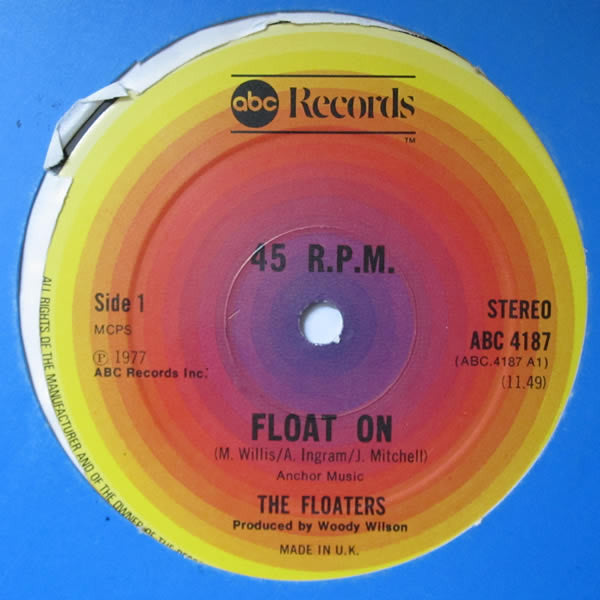 abc Records
TM
45 R.P.M.
Side 1
MCPS
Ⓟ 1977
ABC Records Inc.
STEREO
ABC 4187
(ABC.4187 A1)
(11.49)
FLOAT ON
(M. Willis/A. Ingram/J. Mitchell)
Anchor Music
THE FLOATERS
Produced by Woody Wilson
MADE IN U.K.
ALL RIGHTS OF THE MANUFACTURER AND OF THE OWNER OF THE